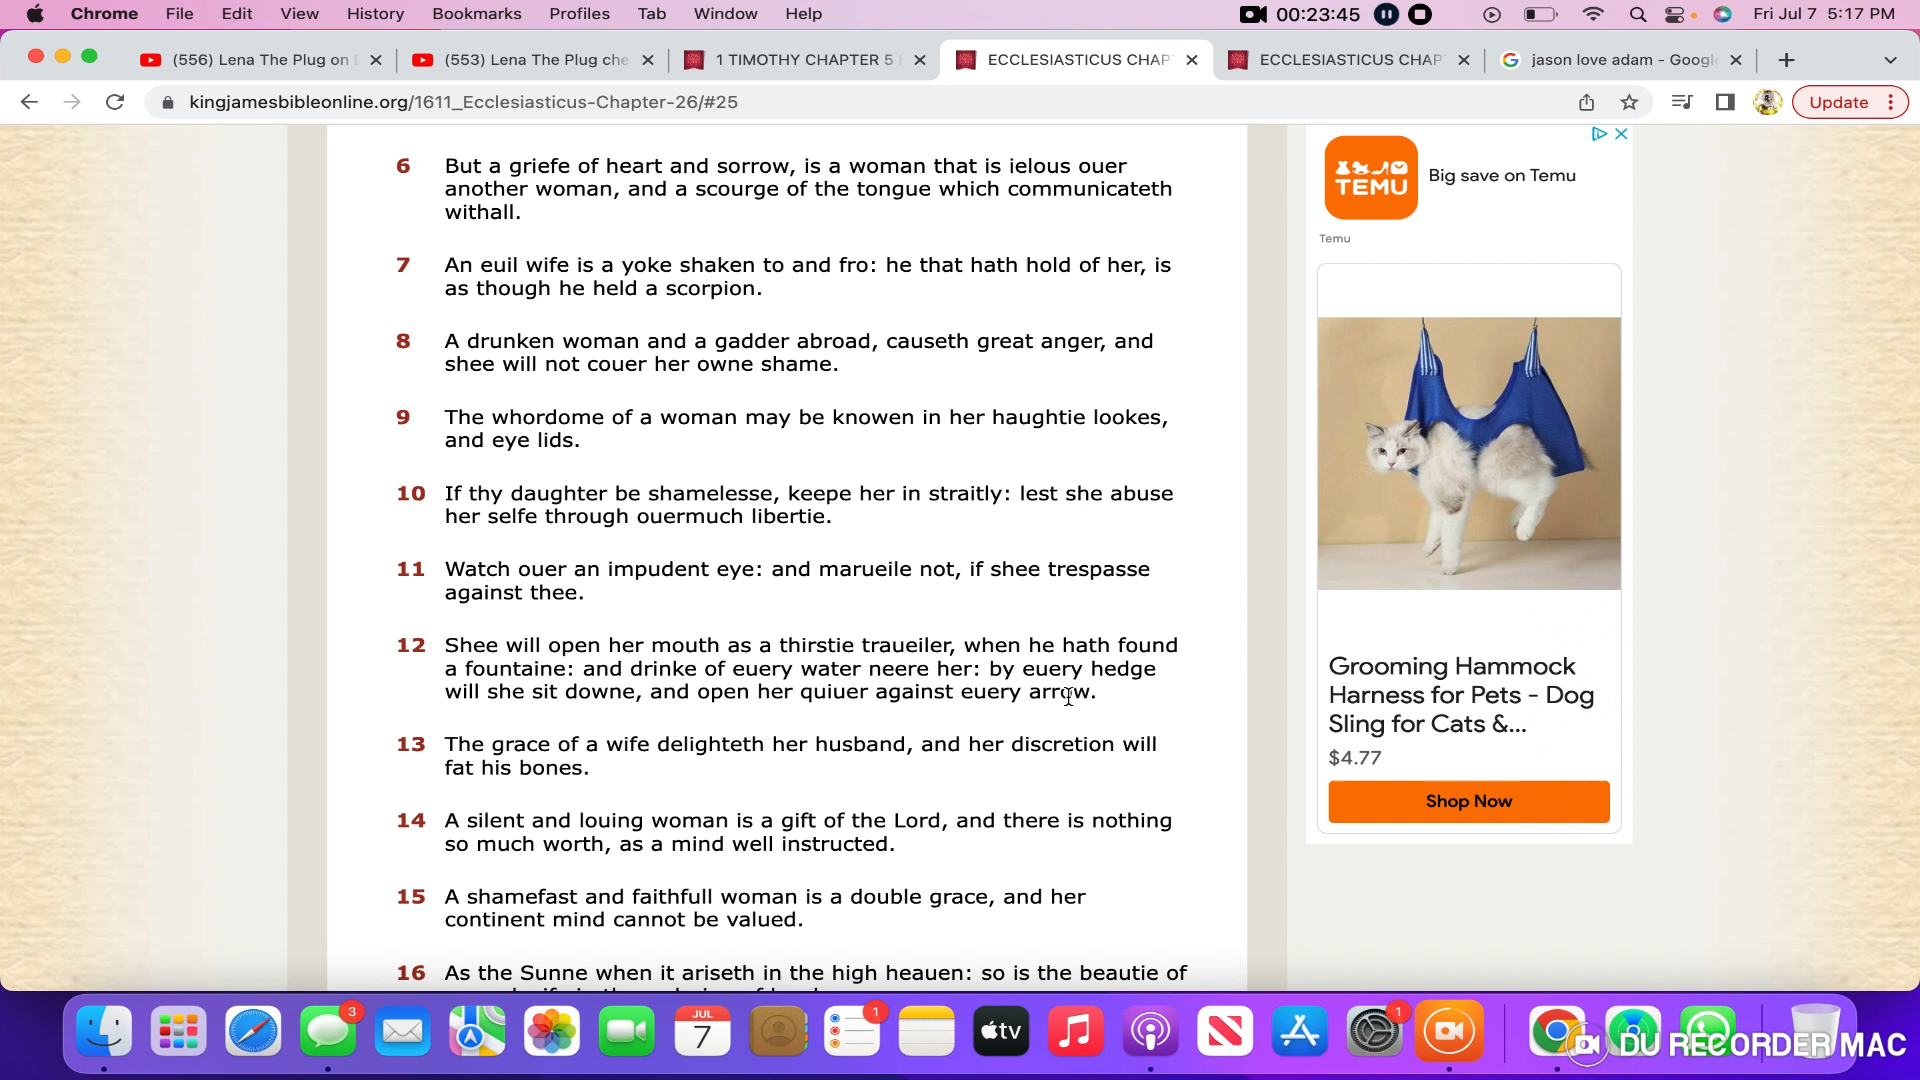 Chrome File Edit View History Bookmarks Profiles Tab Window Help 00:23:45 Fri Jul 7 5:17 PM
(556) Lena The Plug on (553) Lena The Plug che 1 TIMOTHY CHAPTER 5 ECCLESIASTICUS CHAP ECCLESIASTICUS CHAP jason love adam - Googl
kingjamesbibleonline.org/1611_Ecclesiasticus-Chapter-26/#25 Update
6 But a griefe of heart and sorrow, is a woman that is ielous ouer
another woman, and a scourge of the tongue which communicateth
withall.
7 An euil wife is a yoke shaken to and fro: he that hath hold of her, is
as though he held a scorpion.
8 A drunken woman and a gadder abroad, causeth great anger, and
shee will not couer her owne shame.
9 The whordome of a woman may be knowen in her haughtie lookes,
and eye lids.
10 If thy daughter be shamelesse, keepe her in straitly: lest she abuse
her selfe through ouermuch libertie.
11 Watch ouer an impudent eye: and marueile not, if shee trespasse
against thee.
12 Shee will open her mouth as a thirstie traueiler, when he hath found
a fountaine: and drinke of euery water neere her: by euery hedge
will she sit downe, and open her quiuer against euery arrow.
13 The grace of a wife delighteth her husband, and her discretion will
fat his bones.
14 A silent and louing woman is a gift of the Lord, and there is nothing
so much worth, as a mind well instructed.
15 A shamefast and faithfull woman is a double grace, and her
continent mind cannot be valued.
16 As the Sunne when it ariseth in the high heauen: so is the beautie of
TEMU
Big save on Temu
Temu
Grooming Hammock
Harness for Pets - Dog
Sling for Cats &...
$4.77
Shop Now
3
JUL
7
1
tv
1
DU RECORDER MAC